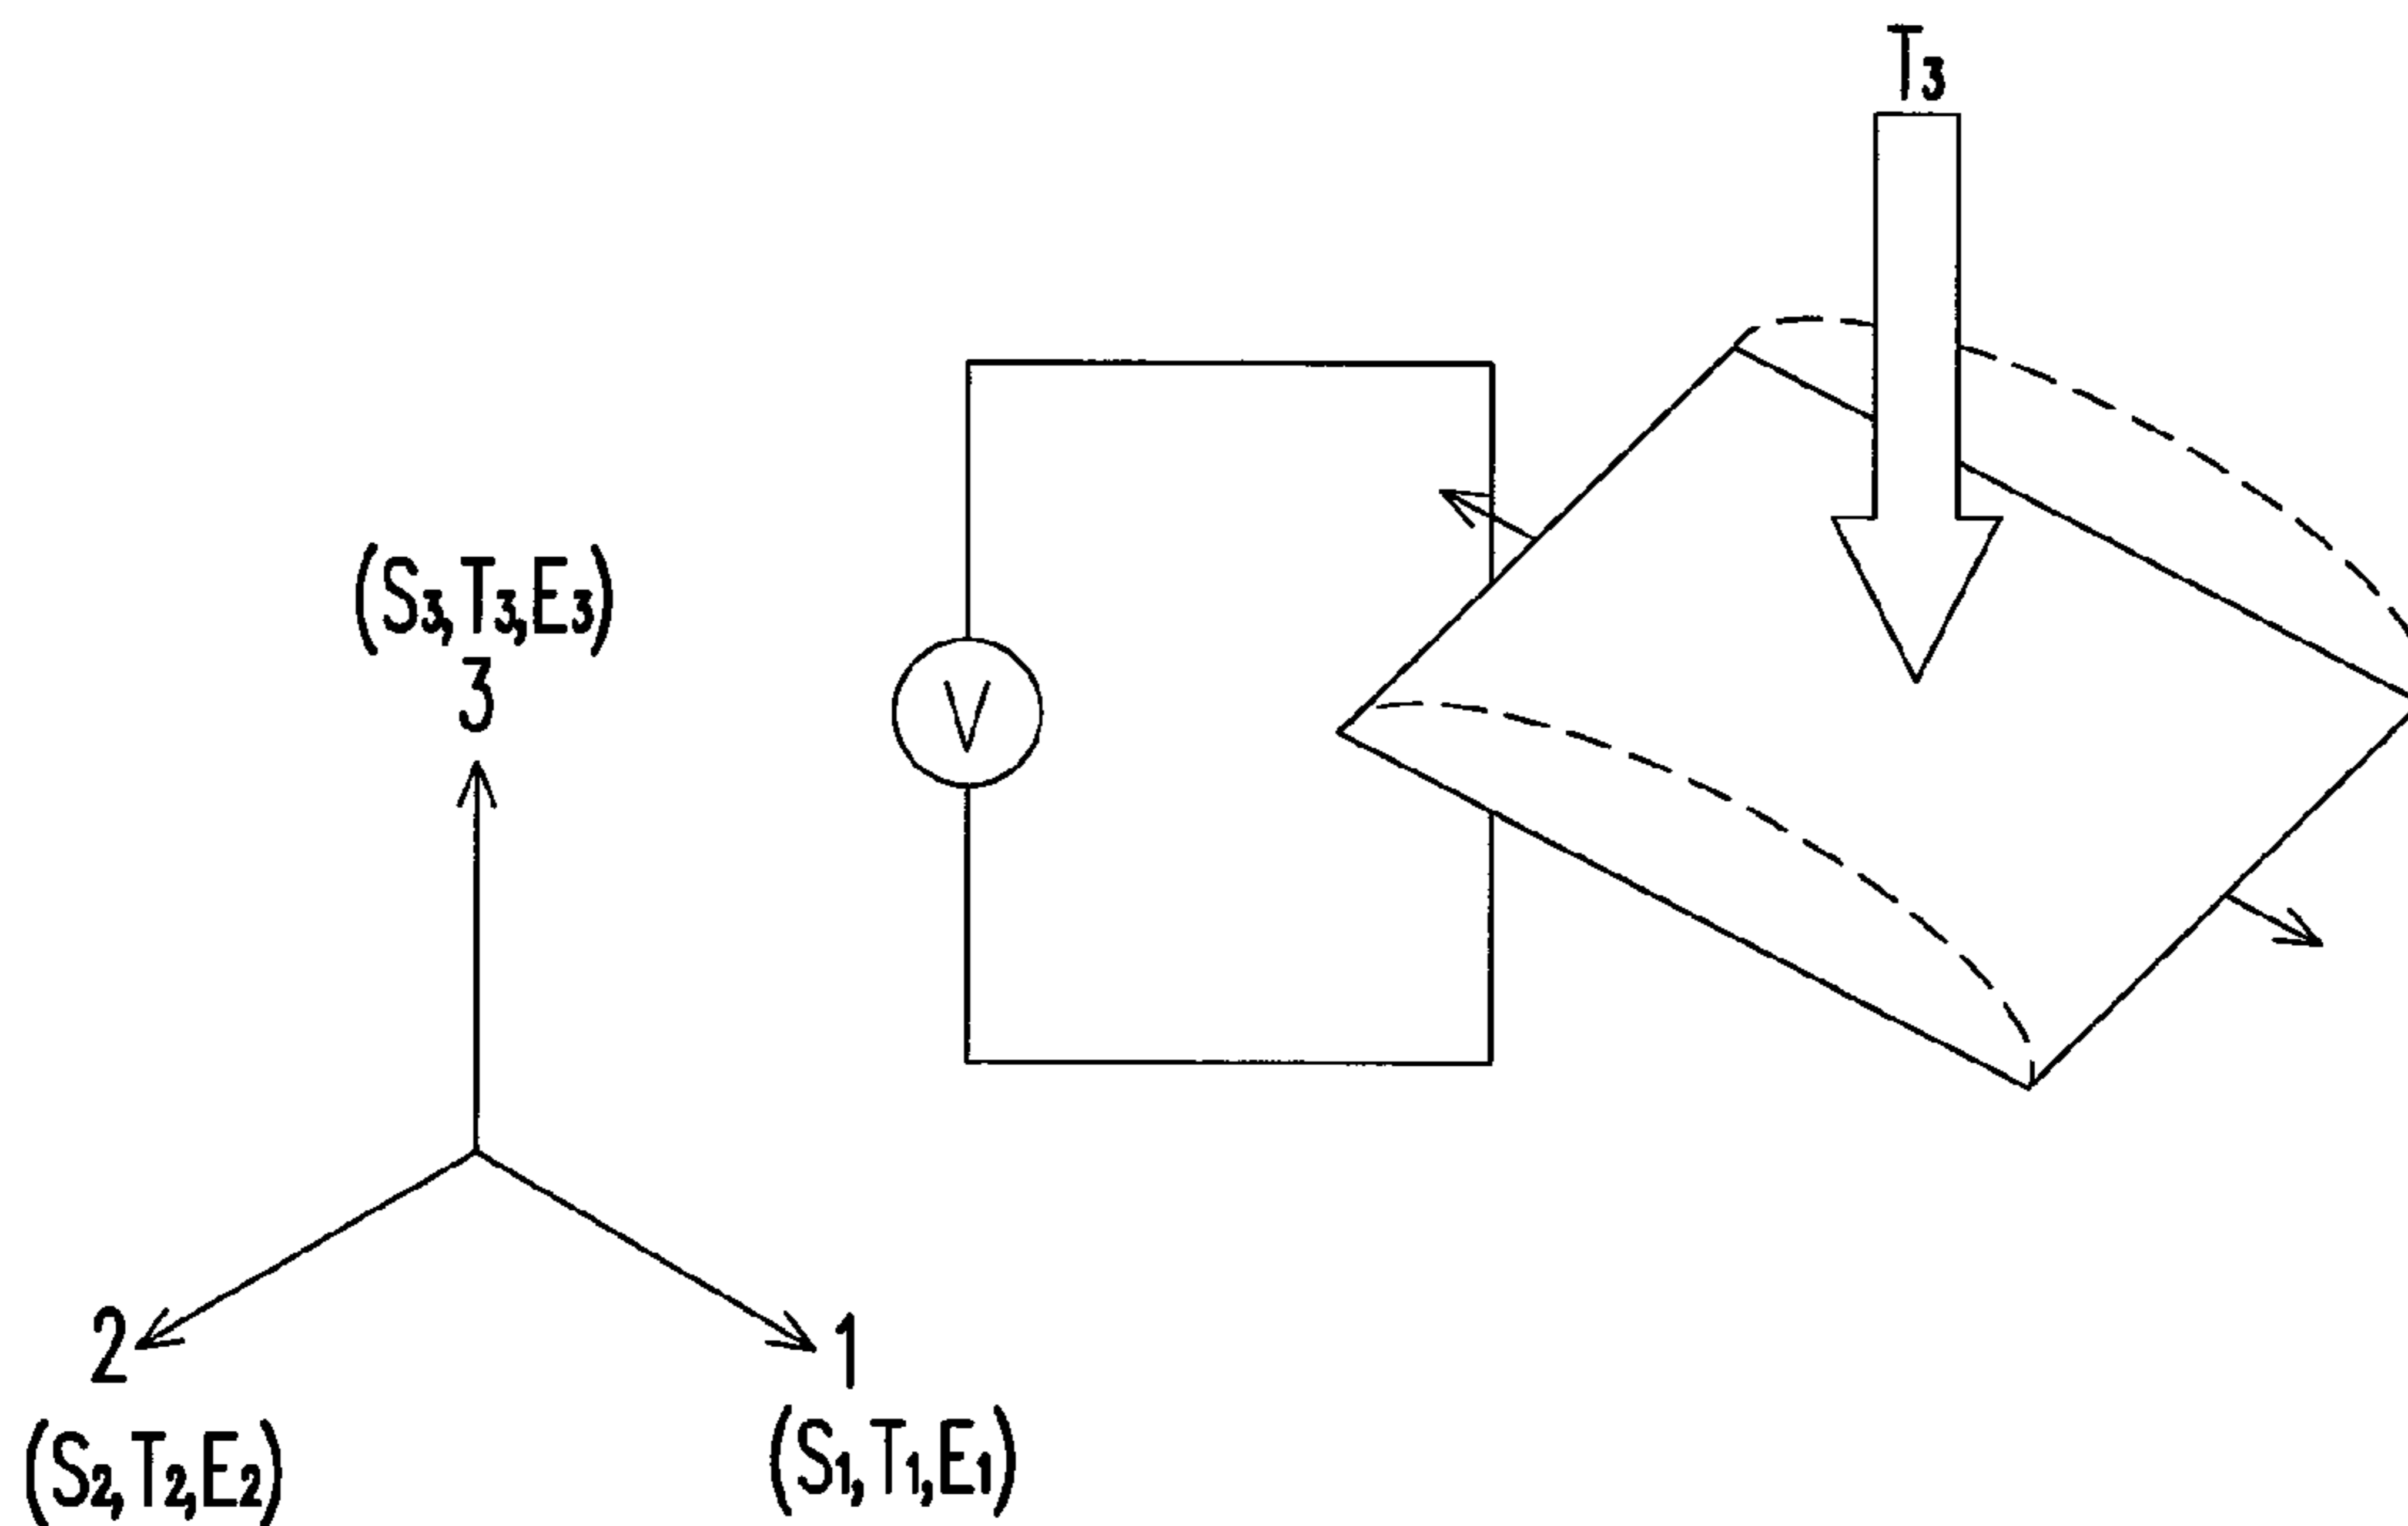 T3
(S3,T3,E3)
3
V
2
1
(S2,T2,E2)
(S1,T1,E1)